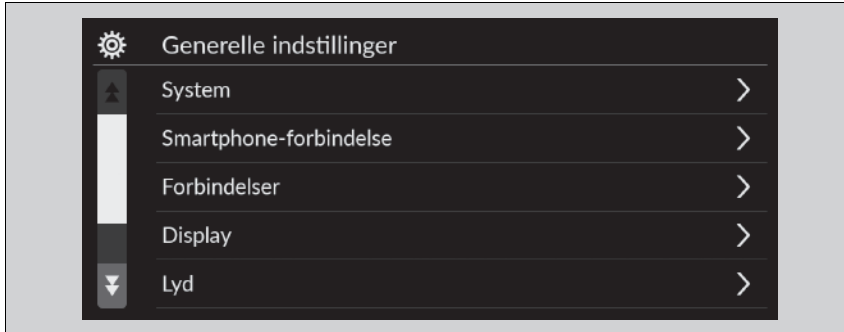 Generelle indstillinger
System
Smartphone-forbindelse
Forbindelser
Display
Lyd